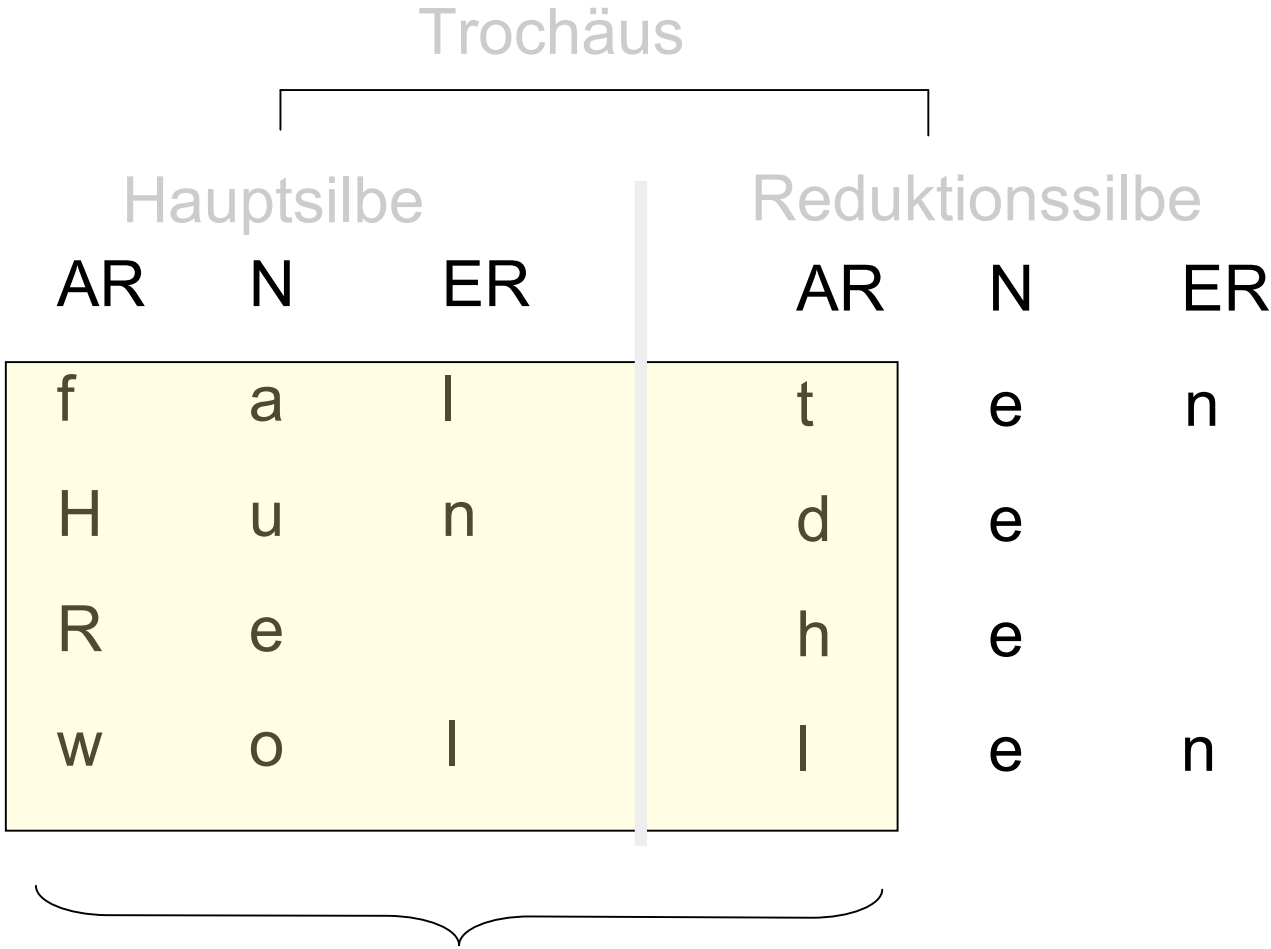 Trochäus
Hauptsilbe Reduktionssilbe
AR N ER AR N ER
f a l t e n
H u n d e
R e h e
w o l l e n